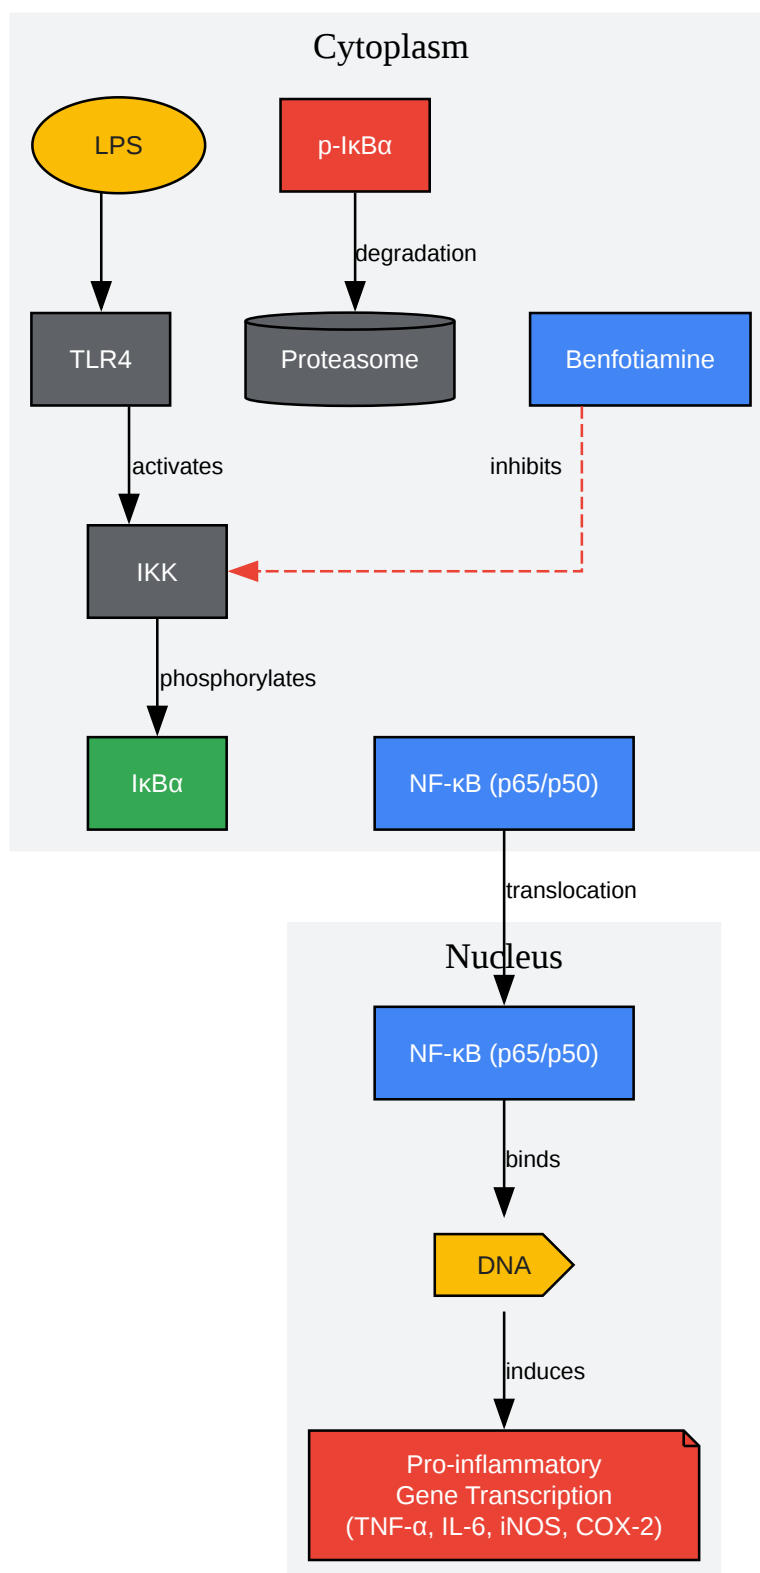 Cytoplasm
LPS
p-IκBα
degradation
TLR4
Proteasome
Benfotiamine
activates
inhibits
IKK
phosphorylates
IκBα
NF-κB (p65/p50)
translocation
Nucleus
NF-κB (p65/p50)
binds
DNA
induces
Pro-inflammatory
Gene Transcription
(TNF-α, IL-6, iNOS, COX-2)